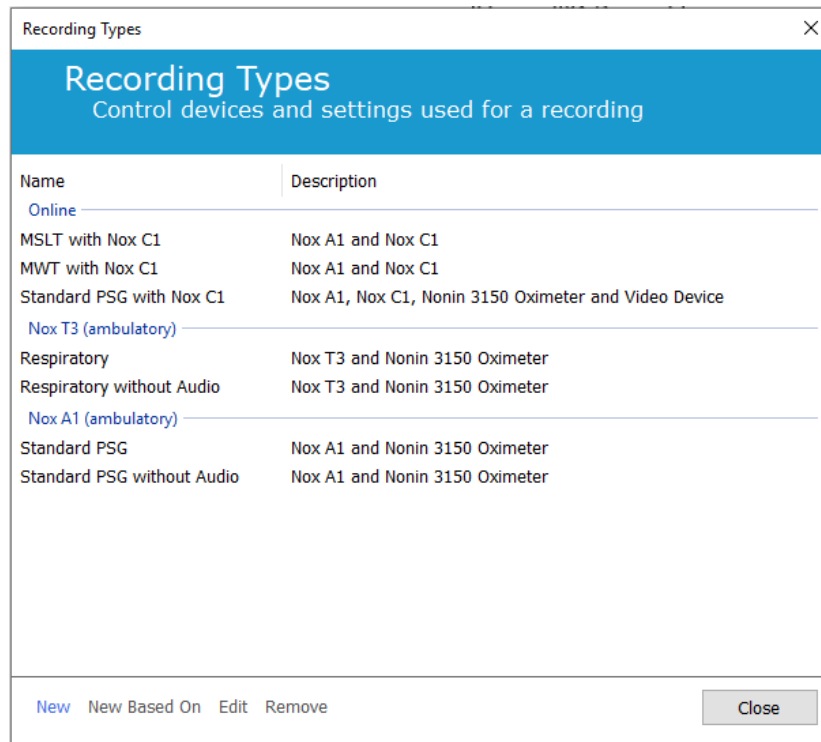 Recording Types
Recording Types
Control devices and settings used for a recording
Name Description
Online
MSLT with Nox C1 Nox A1 and Nox C1
MWT with Nox C1 Nox A1 and Nox C1
Standard PSG with Nox C1 Nox A1, Nox C1, Nonin 3150 Oximeter and Video Device
Nox T3 (ambulatory)
Respiratory Nox T3 and Nonin 3150 Oximeter
Respiratory without Audio Nox T3 and Nonin 3150 Oximeter
Nox A1 (ambulatory)
Standard PSG Nox A1 and Nonin 3150 Oximeter
Standard PSG without Audio Nox A1 and Nonin 3150 Oximeter
New New Based On Edit Remove Close